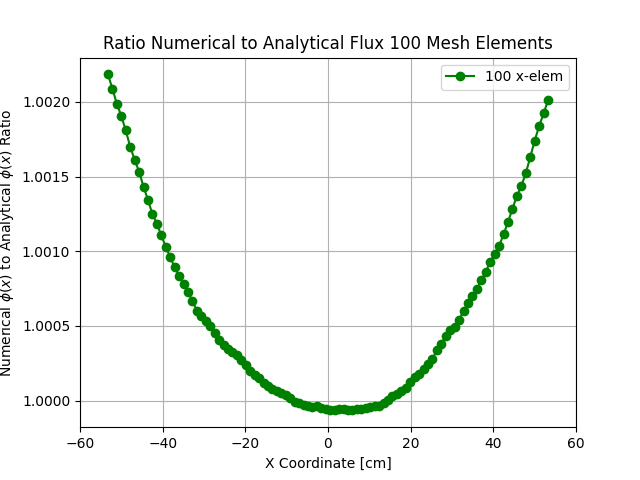 Ratio Numerical to Analytical Flux 100 Mesh Elements
100 x-elem
Numerical ϕ(x) to Analytical ϕ(x) Ratio
1.0020
1.0015
1.0010
1.0005
1.0000
−60 −40 −20 0 20 40 60
X Coordinate [cm]